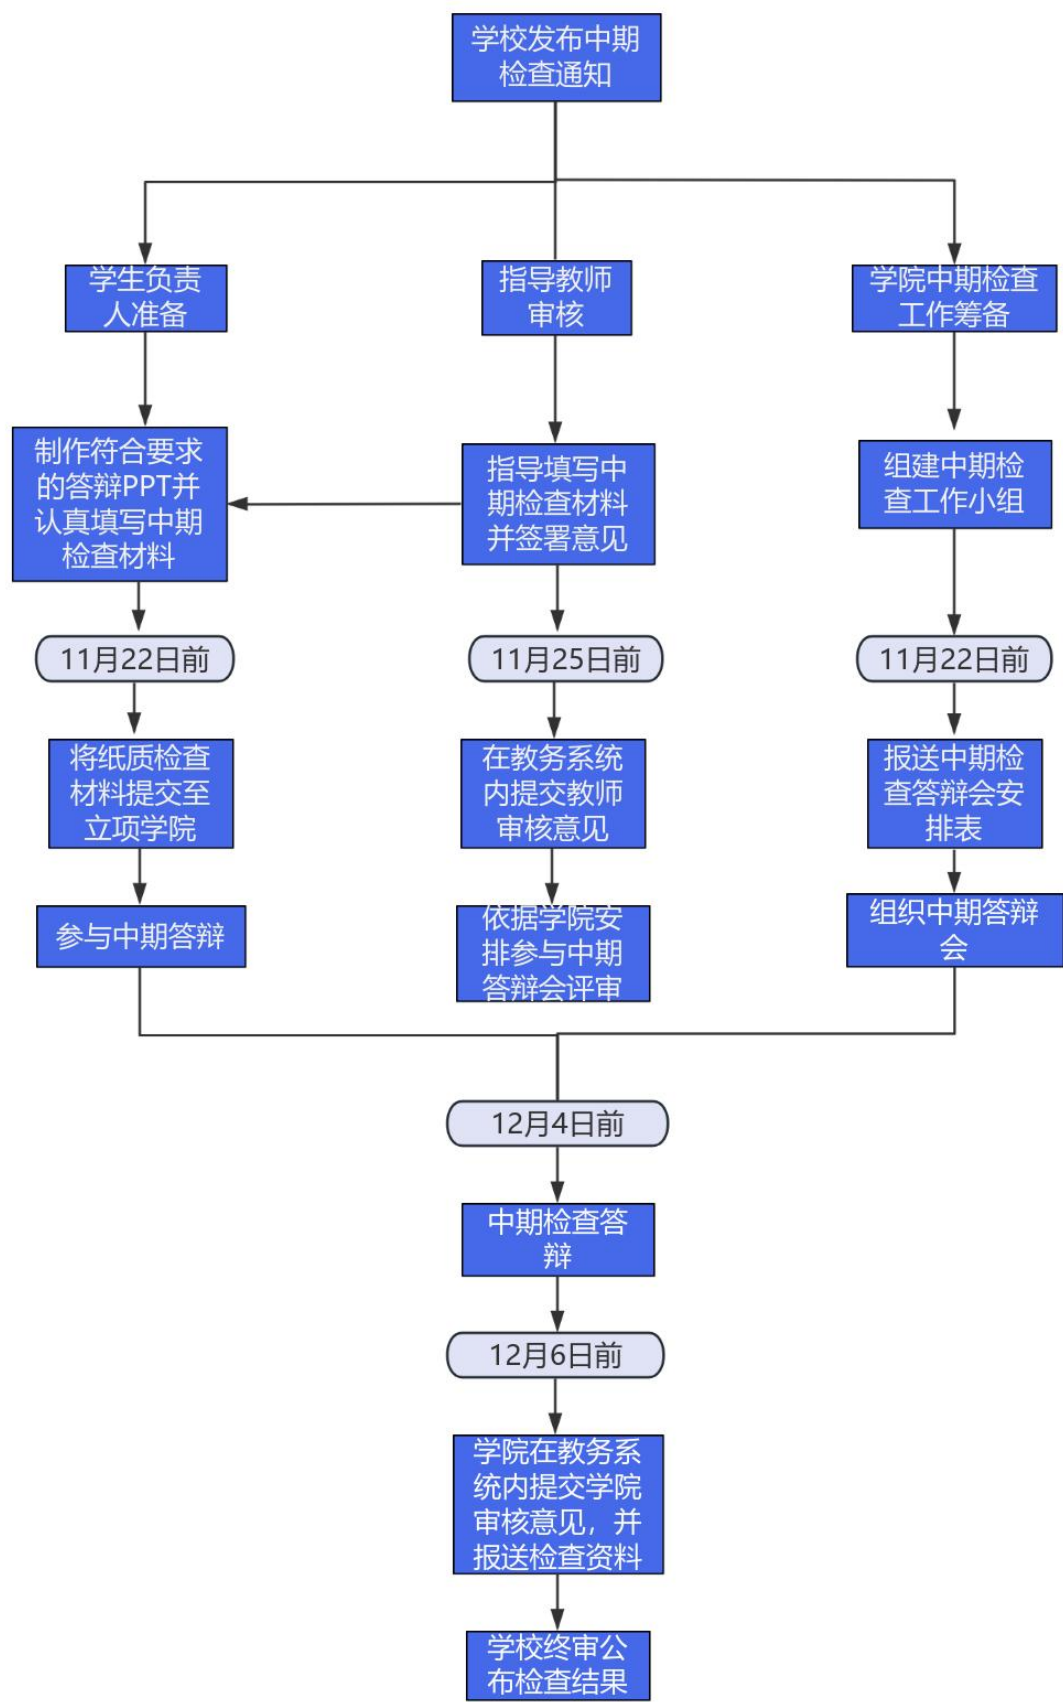 学校发布中期
检查通知
学生负责
人准备
指导教师
审核
学院中期检查
工作筹备
制作符合要求
的答辩PPT并
认真填写中期
检查材料
指导填写中
期检查材料
并签署意见
组建中期检
查工作小组
11月22日前
11月25日前
11月22日前
将纸质检查
材料提交至
立项学院
在教务系统
内提交教师
审核意见
报送中期检
查答辩会安
排表
参与中期答辩
依据学院安
排参与中期
答辩会评审
组织中期答辩
会
12月4日前
中期检查答
辩
12月6日前
学院在教务系
统内提交学院
审核意见，并
报送检查资料
学校终审公
布检查结果